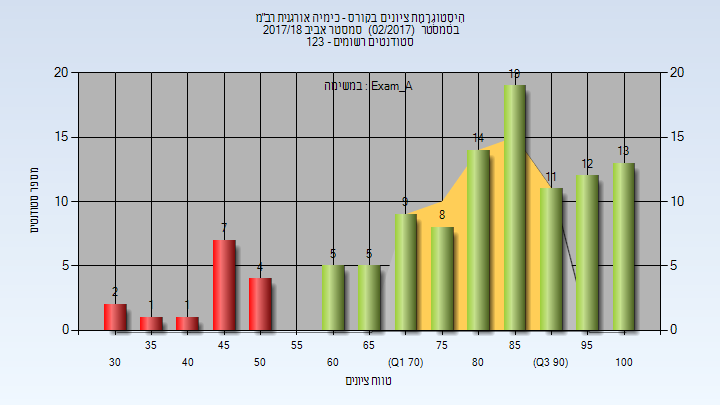 היסטוגרמת ציונים בקורס - כימיה אורגנית רב"מ
בסמסטר (02/2017) סמסטר אביב 2017/18
סטודנטים רשומים - 123
במשימה : Exam_A
מספר סטודנטים
20 15 10 5 0
20 15 10 5 0
2 1 1 7 4 5 5 9 8 14 19 11 12 13
35 45 55 65 75 85 95
30 40 50 60 (Q1 70) 80 (Q3 90) 100
טווח ציונים